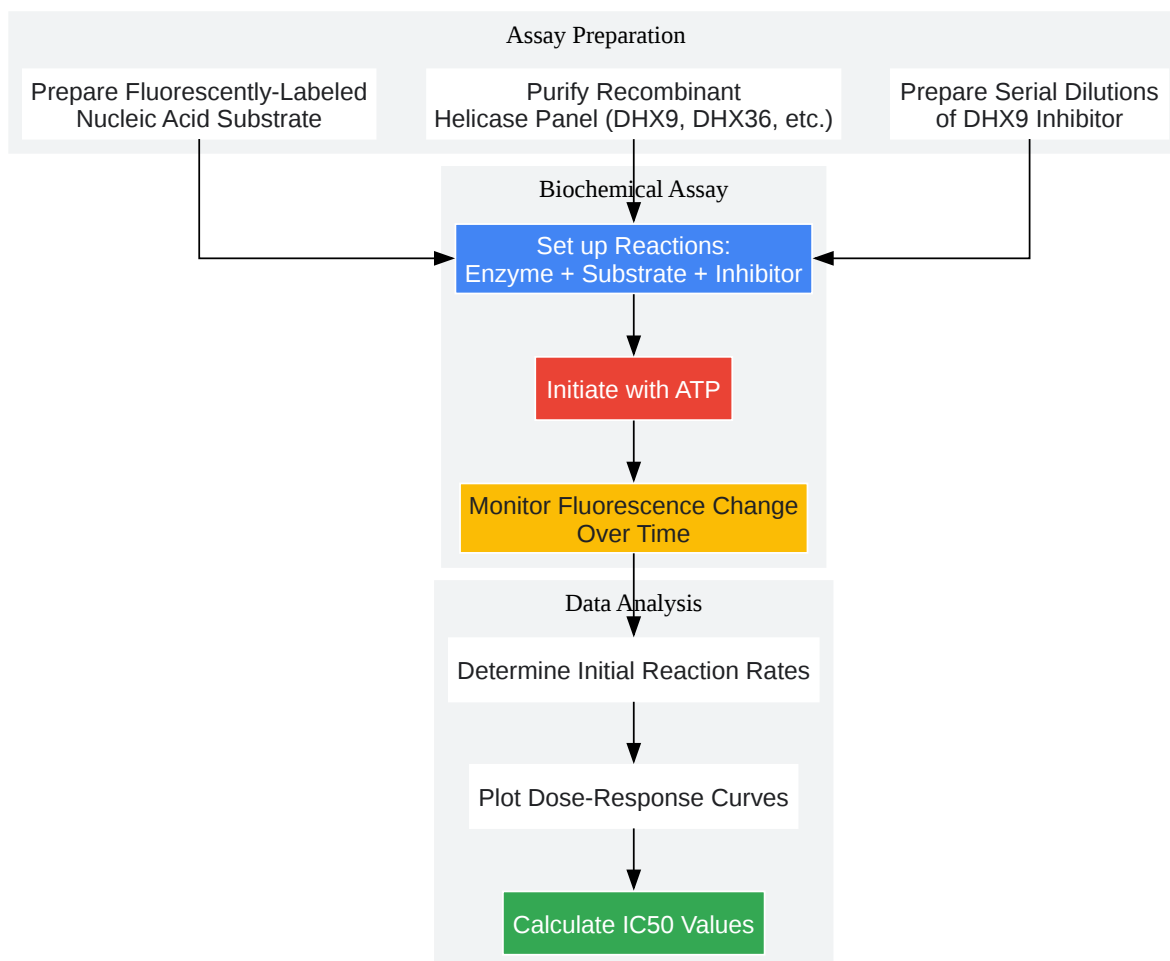 Assay Preparation
Prepare Fluorescently-Labeled
Nucleic Acid Substrate
Purify Recombinant
Helicase Panel (DHX9, DHX36, etc.)
Prepare Serial Dilutions
of DHX9 Inhibitor
Biochemical Assay
Set up Reactions:
Enzyme + Substrate + Inhibitor
Initiate with ATP
Monitor Fluorescence Change
Over Time
Data Analysis
Determine Initial Reaction Rates
Plot Dose-Response Curves
Calculate IC50 Values